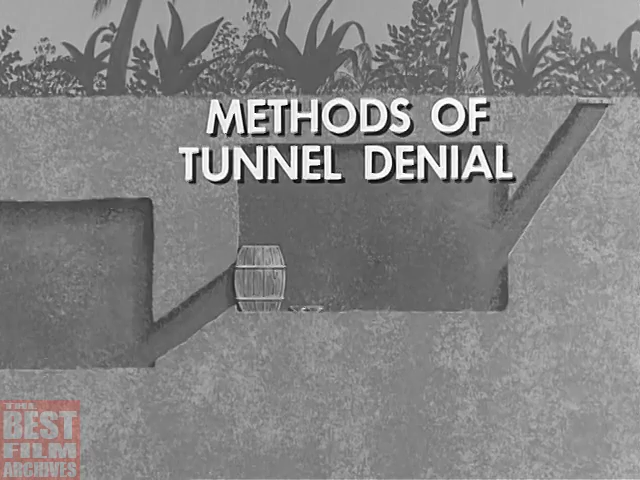 METHODS OF
TUNNEL DENIAL
THE
BEST
FILM
ARCHIVES